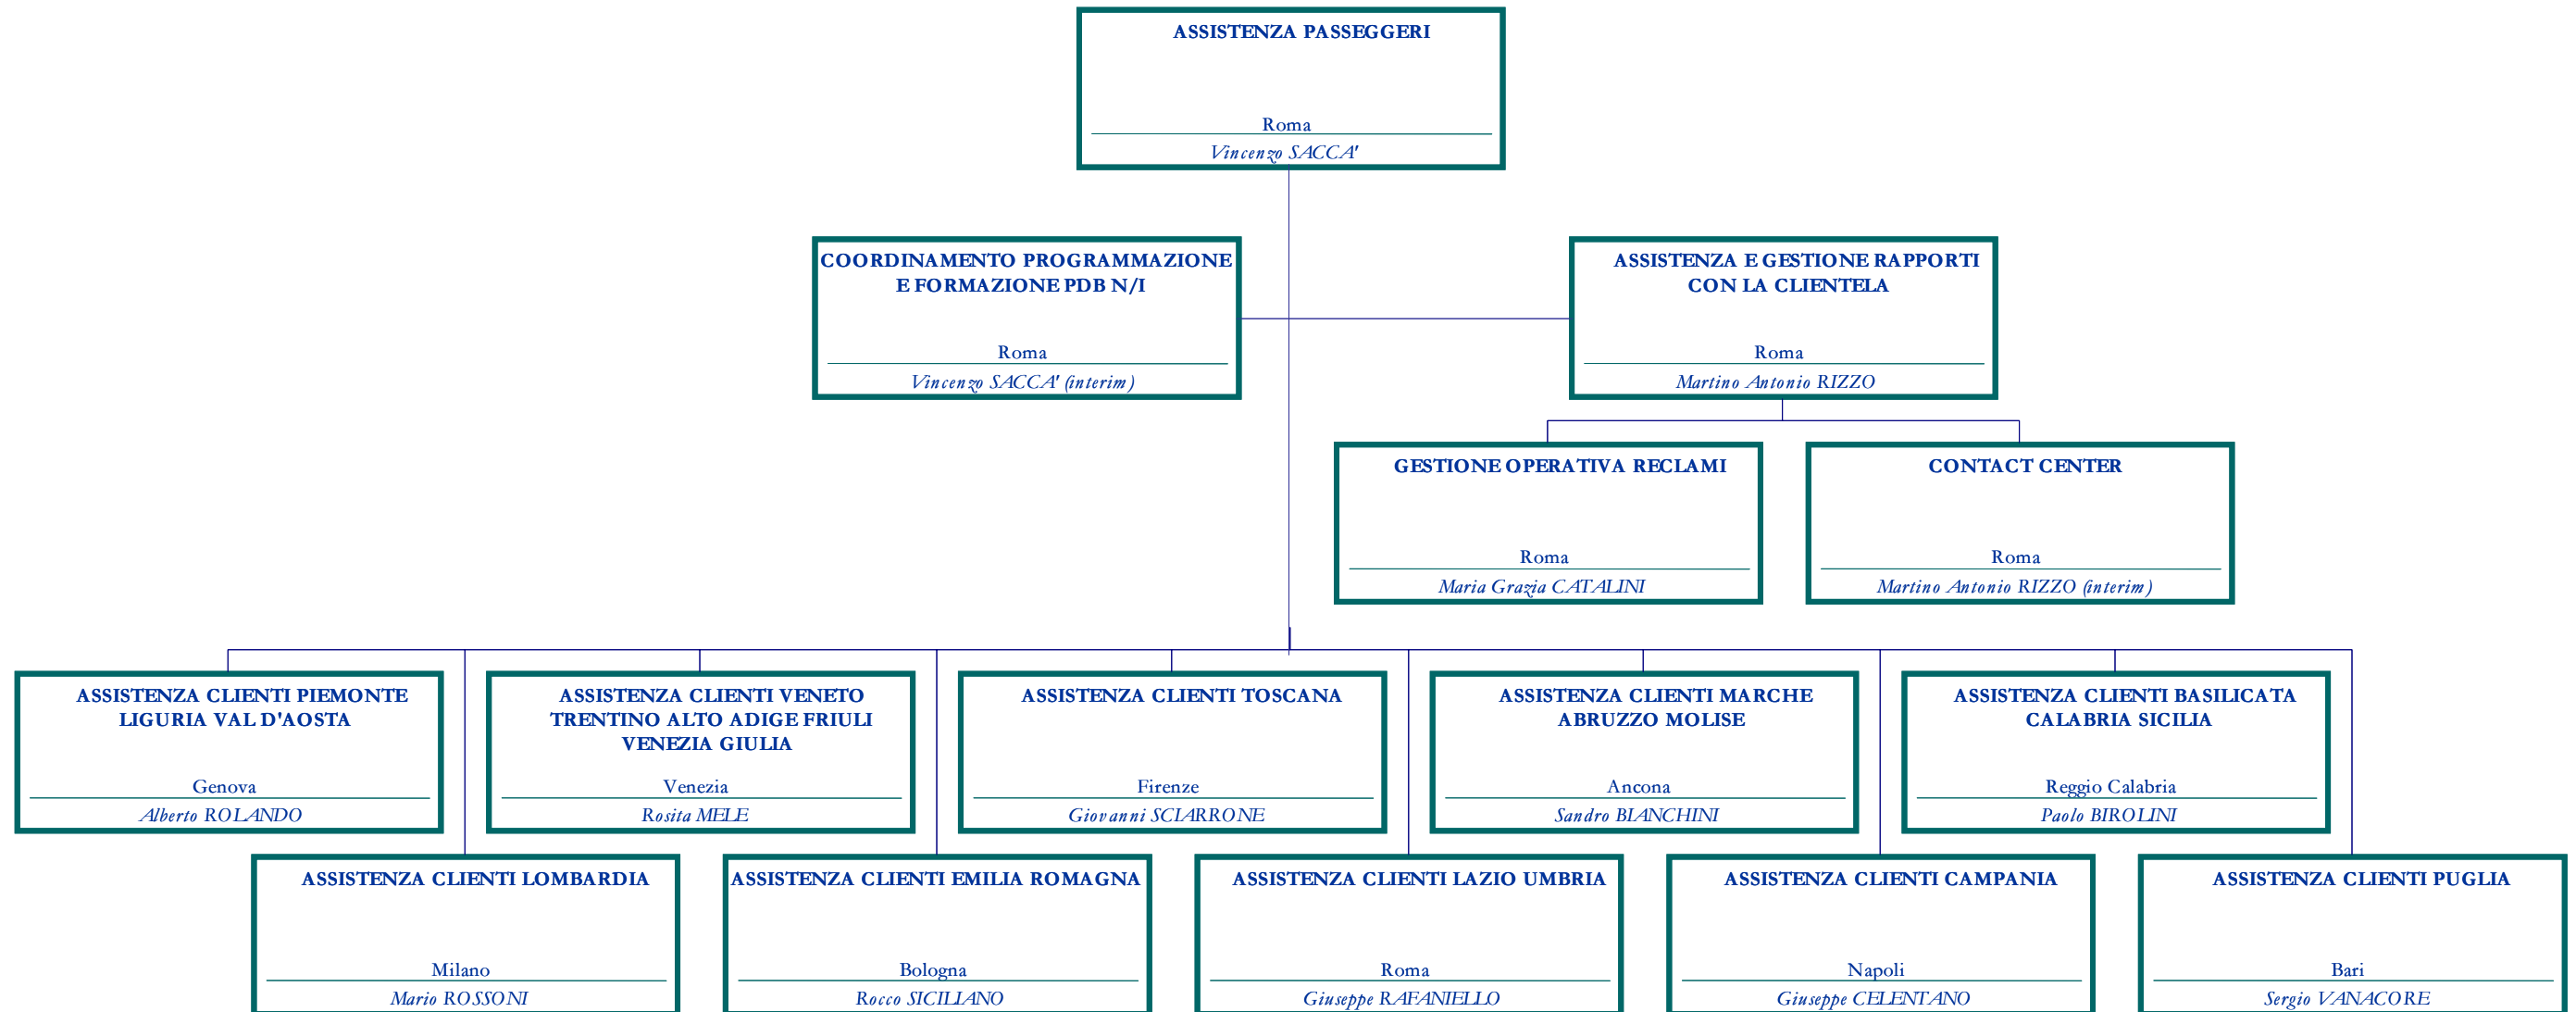 ASSISTENZA PASSEGGERI
Roma
Vincenzo SACCA'
COORDINAMENTO PROGRAMMAZIONE
E FORMAZIONE PDB N/I
Roma
Vincenzo SACCA' (interim)
ASSISTENZA E GESTIONE RAPPORTI
CON LA CLIENTELA
Roma
Martino Antonio RIZZO
GESTIONE OPERATIVA RECLAMI
Roma
Maria Grazia CATALINI
CONTACT CENTER
Roma
Martino Antonio RIZZO (interim)
ASSISTENZA CLIENTI PIEMONTE
LIGURIA VAL D'AOSTA
Genova
Alberto ROLANDO
ASSISTENZA CLIENTI VENETO
TRENTINO ALTO ADIGE FRIULI
VENEZIA GIULIA
Venezia
Rosita MELE
ASSISTENZA CLIENTI TOSCANA
Firenze
Giovanni SCIARRONE
ASSISTENZA CLIENTI MARCHE
ABRUZZO MOLISE
Ancona
Sandro BIANCHINI
ASSISTENZA CLIENTI BASILICATA
CALABRIA SICILIA
Reggio Calabria
Paolo BIROLINI
ASSISTENZA CLIENTI LOMBARDIA
Milano
Mario ROSSONI
ASSISTENZA CLIENTI EMILIA ROMAGNA
Bologna
Rocco SICILIANO
ASSISTENZA CLIENTI LAZIO UMBRIA
Roma
Giuseppe RAFANIELLO
ASSISTENZA CLIENTI CAMPANIA
Napoli
Giuseppe CELENTANO
ASSISTENZA CLIENTI PUGLIA
Bari
Sergio VANACORE